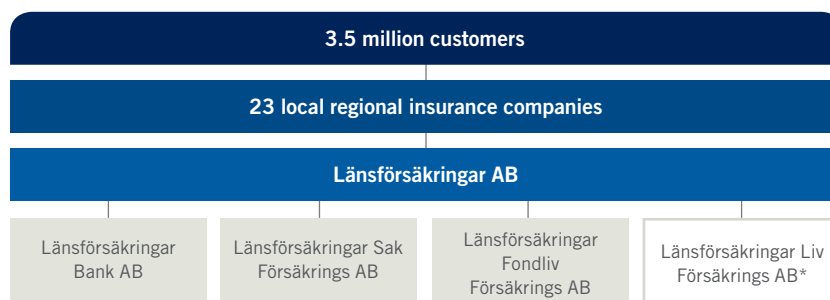 3.5 million customers
23 local regional insurance companies
Länsförsäkringar AB
Länsförsäkringar
Bank AB
Länsförsäkringar Sak
Försäkrings AB
Länsförsäkringar
Fondliv
Försäkrings AB
Länsförsäkringar Liv
Försäkrings AB*